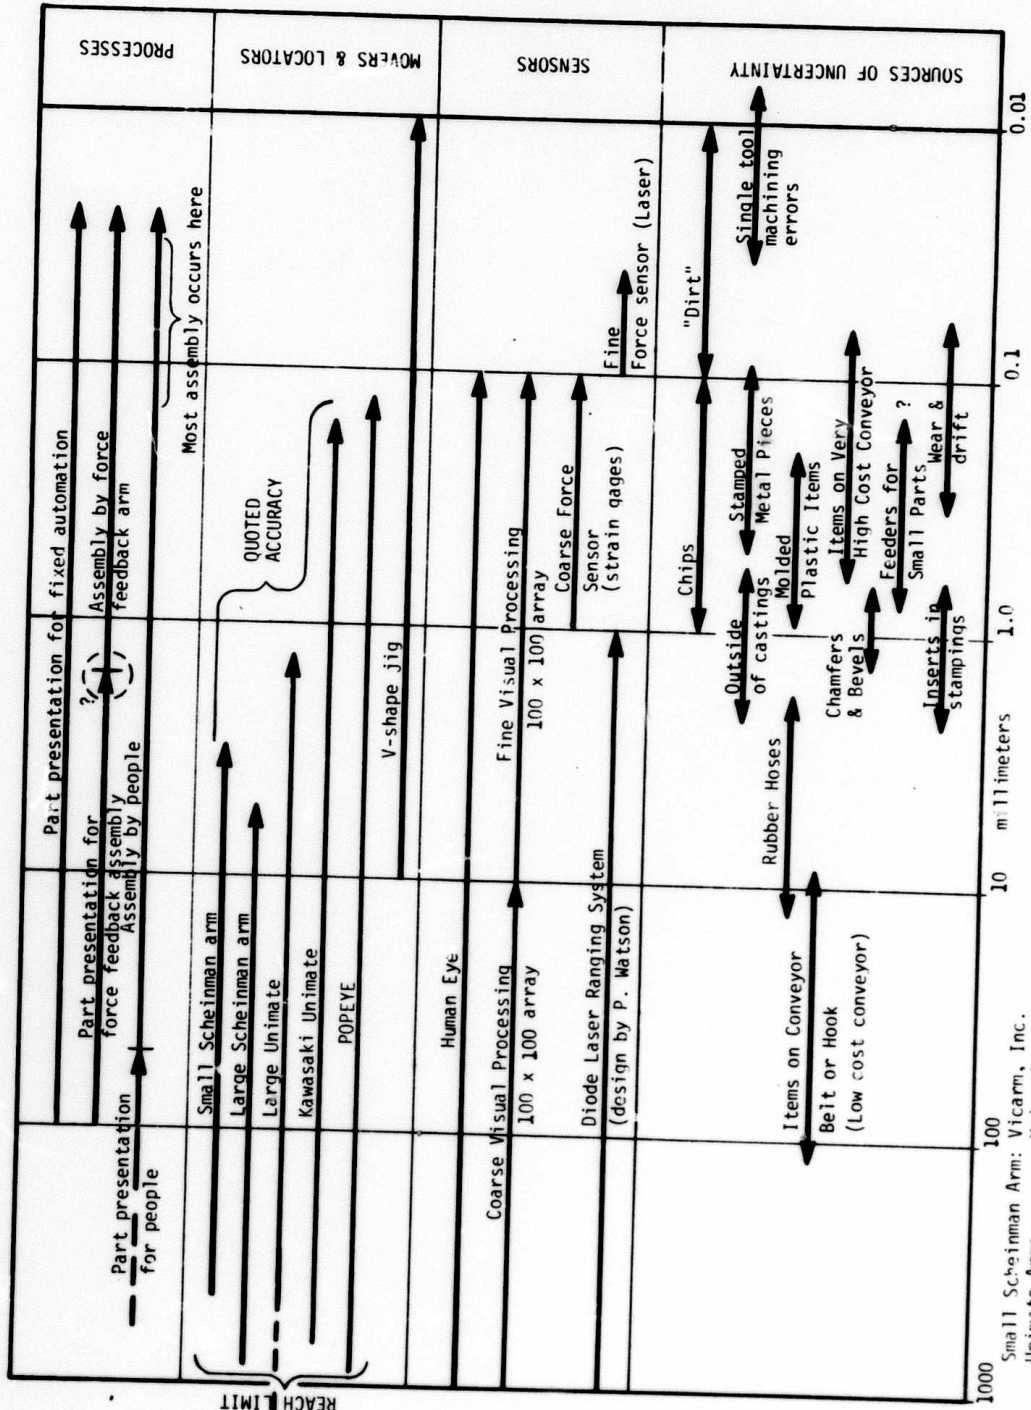 PROCESSES
Part presentation for fixed automation
Part presentation for
force feedback assembly
?
Assembly by force
feedback arm
Assembly by people
Part presentation
for people
Most assembly occurs here
MOVERS & LOCATORS
REACH LIMIT
QUOTED
ACCURACY
Small Scheinman arm
Large Scheinman arm
Large Unimate
Kawasaki Unimate
POPEYE
V-shape jig
SENSORS
Human Eye
Coarse Visual Processing
100 x 100 array
Fine Visual Processing
100 x 100 array
Coarse Force
Sensor
(strain gages)
Fine
Force sensor (Laser)
Diode Laser Ranging System
(design by P. Watson)
SOURCES OF UNCERTAINTY
Chips
"Dirt"
Outside
of castings
Stamped
Metal Pieces
Single tool
machining
errors
Rubber Hoses
Molded
Plastic Items
Items on Conveyor
Belt or Hook
(Low cost conveyor)
Chamfers
& Bevels
Items on Very
High Cost Conveyor
Feeders for ?
Small Parts
Inserts in
stampings
Wear &
drift
1000
100
10
1.0
0.1
0.01
millimeters
Small Scheinman Arm: Vicarm, Inc.